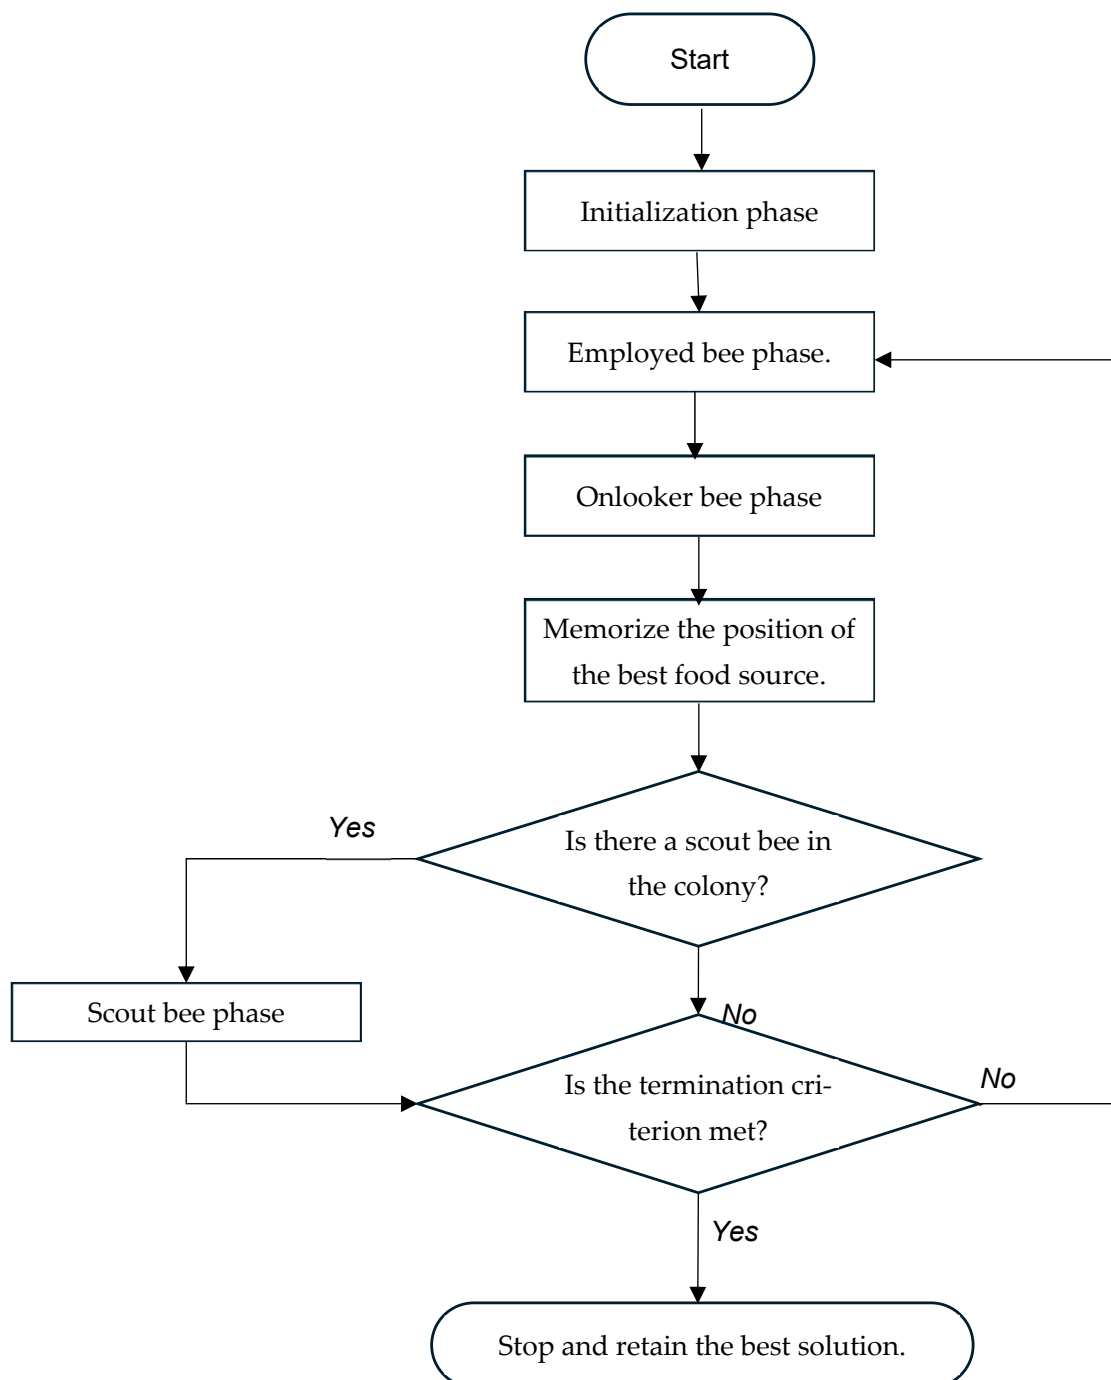 Start
Initialization phase
Employed bee phase.
Onlooker bee phase
Memorize the position of
the best food source.
Yes
Is there a scout bee in
the colony?
Scout bee phase
No
Is the termination cri-
terion met?
No
Yes
Stop and retain the best solution.